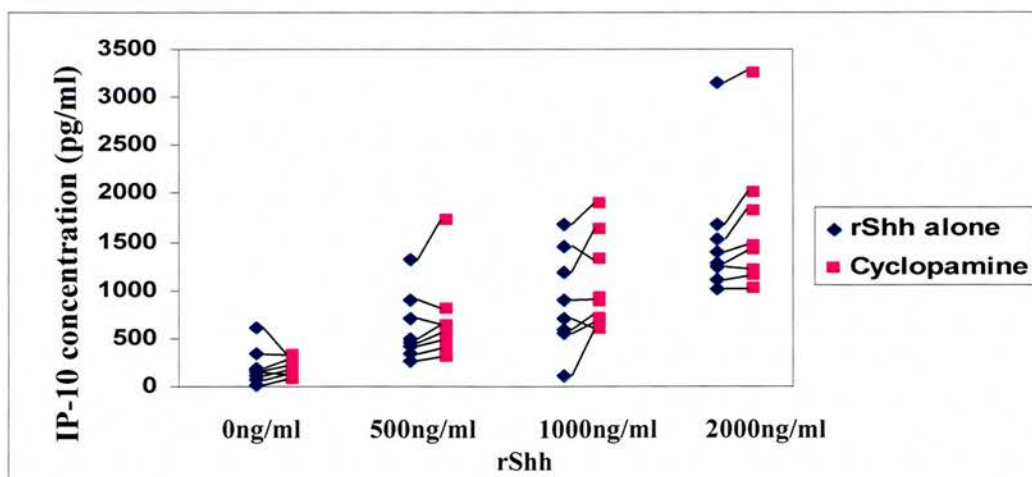 IP-10 concentration (pg/ml)
3500
3000
2500
2000
1500
1000
500
0
0ng/ml 500ng/ml 1000ng/ml 2000ng/ml
rShh
rShh alone
Cyclopamine